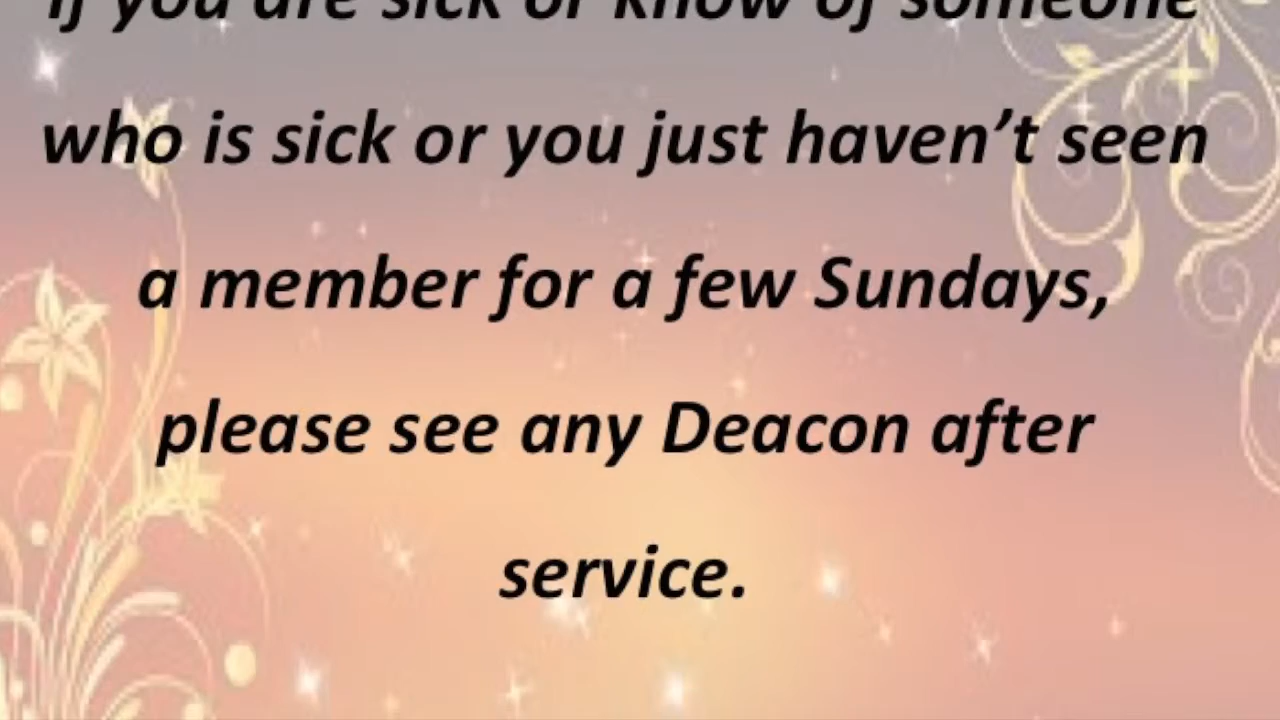 If you are sick or know of someone
who is sick or you just haven’t seen
a member for a few Sundays,
please see any Deacon after
service.